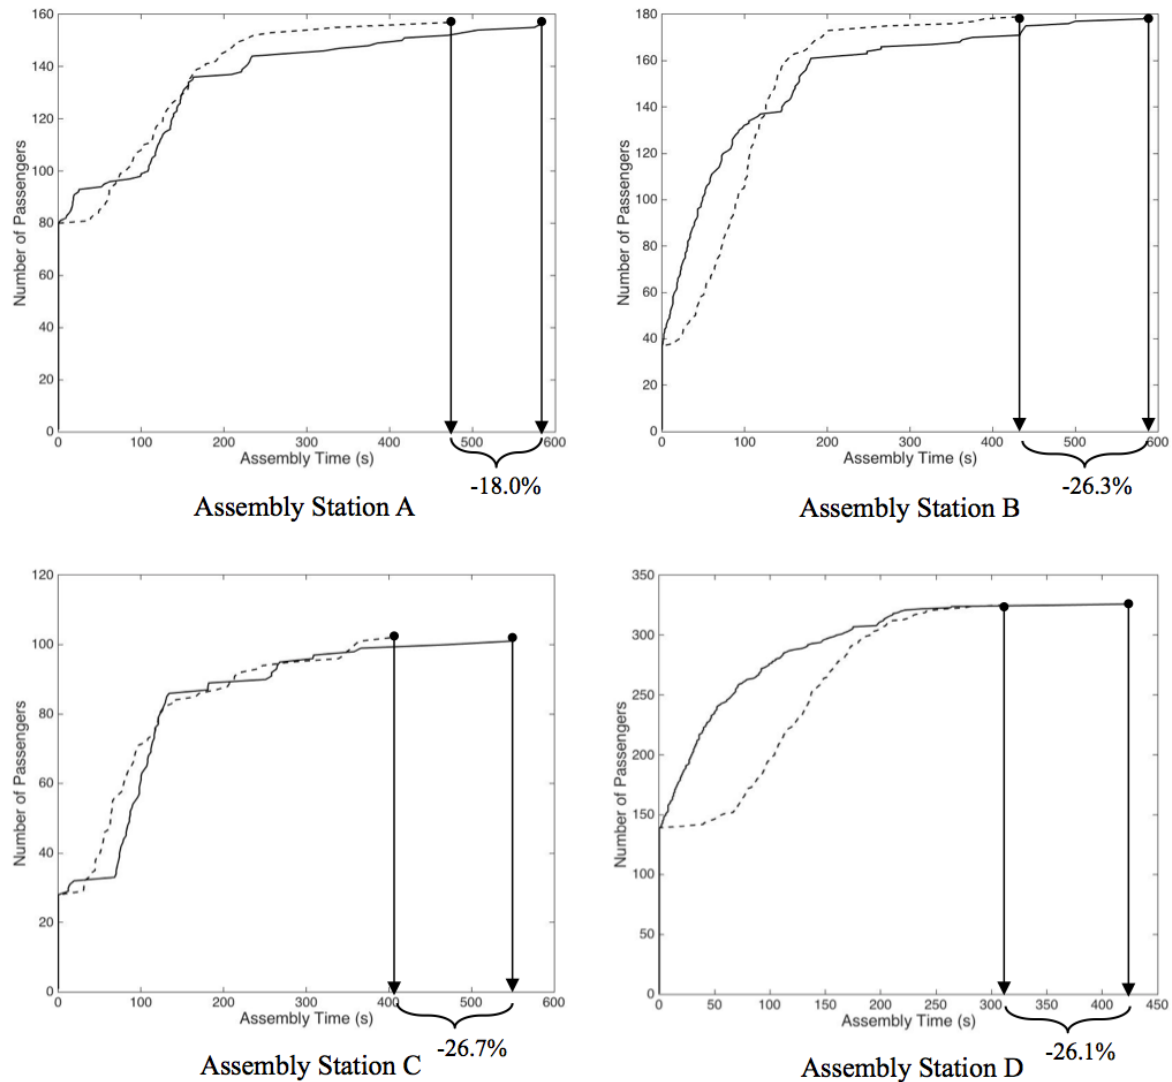 160
140
120
100
80
60
40
20
0
Number of Passengers
0 100 200 300 400 500 600
Assembly Time (s)
-18.0%
Assembly Station A
180
160
140
180
100
80
60
40
20
0
Number of Passengers
0 100 200 300 400 500 600
Assembly Time (s)
-26.3%
Assembly Station B
120
100
80
60
40
20
0
Number of Passengers
0 100 200 300 400 500 600
Assembly Time (s)
-26.7%
Assembly Station C
350
300
250
200
150
100
50
0
Number of Passengers
50 100 150 200 250 300 350 400 450
Assembly Time (s)
-26.1%
Assembly Station D